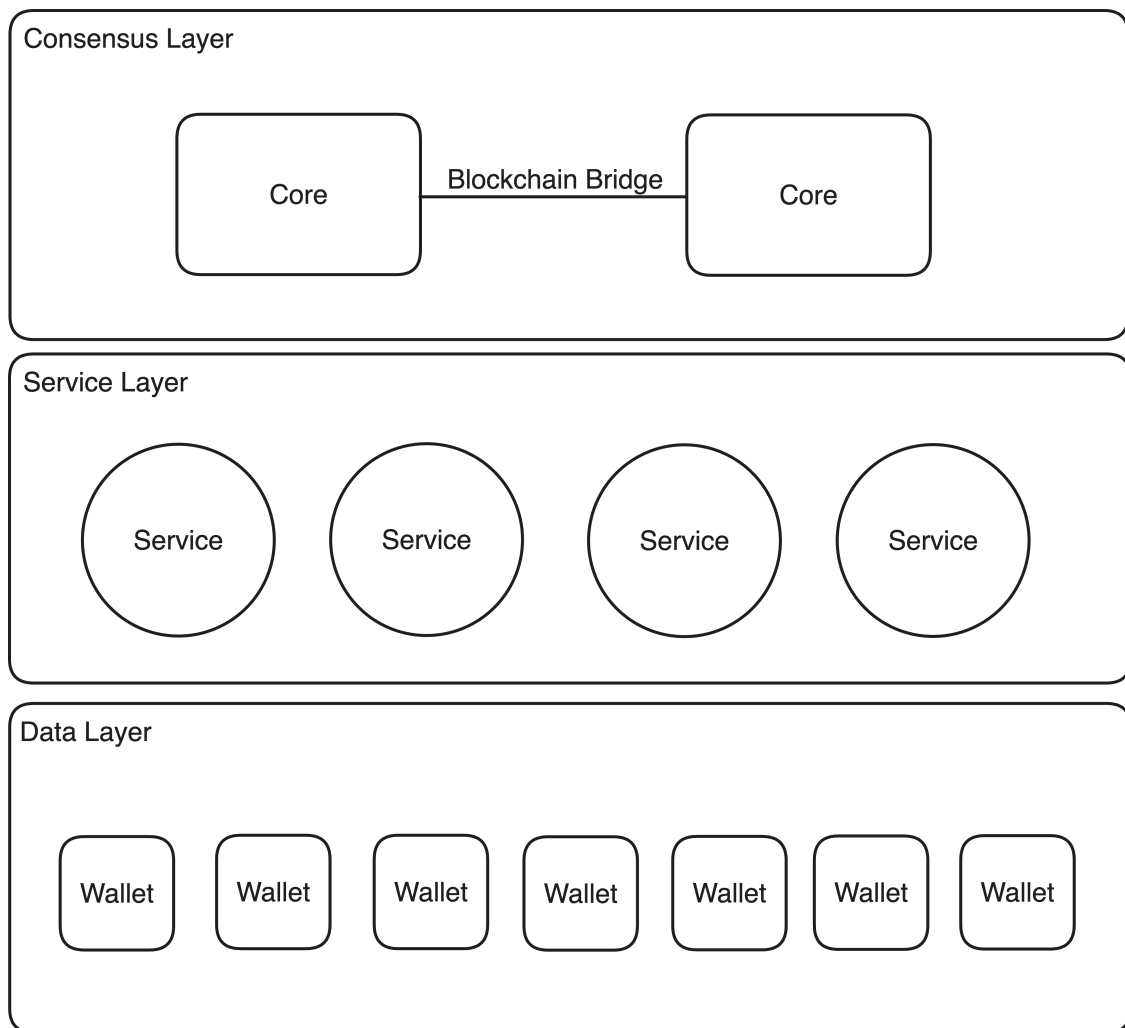 Consensus Layer
Core
Blockchain Bridge
Core
Service Layer
Service
Service
Service
Service
Data Layer
Wallet
Wallet
Wallet
Wallet
Wallet
Wallet
Wallet